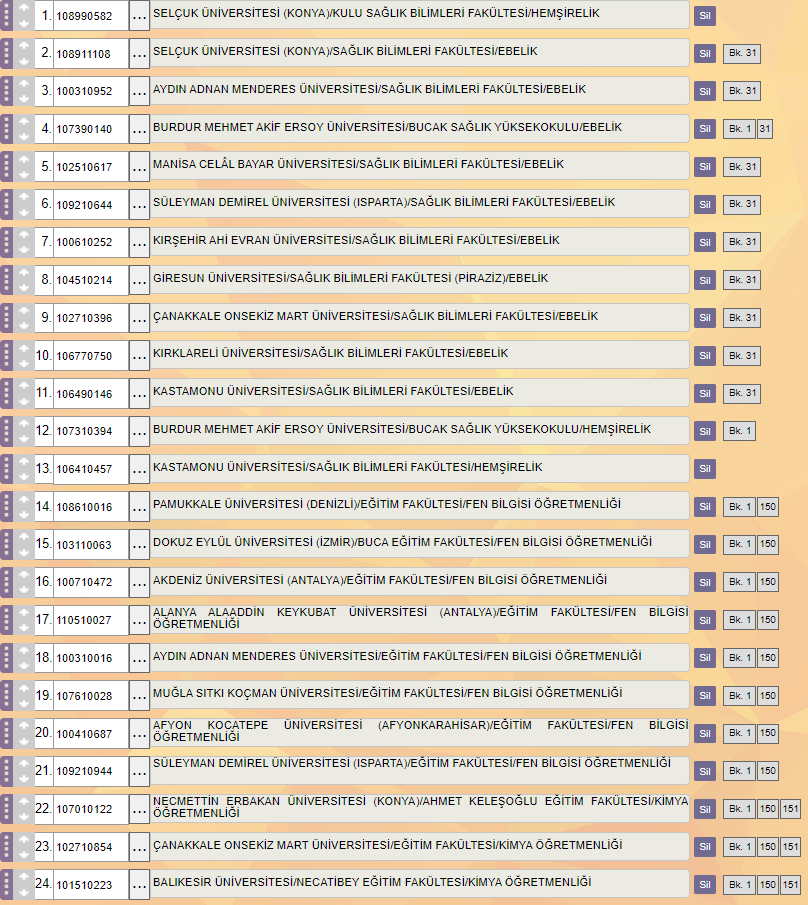 1. 108990582 ... SELÇUK ÜNİVERSİTESİ (KONYA)/KULU SAĞLIK BİLİMLERİ FAKÜLTESİ/HEMŞİRELİK Sil
2. 108911108 ... SELÇUK ÜNİVERSİTESİ (KONYA)/SAĞLIK BİLİMLERİ FAKÜLTESİ/EBELİK Sil Bk. 31
3. 100310952 ... AYDIN ADNAN MENDERES ÜNİVERSİTESİ/SAĞLIK BİLİMLERİ FAKÜLTESİ/EBELİK Sil Bk. 31
4. 107390140 ... BURDUR MEHMET AKİF ERSOY ÜNİVERSİTESİ/BUCAK SAĞLIK YÜKSEKOKULU/EBELİK Sil Bk. 1 31
5. 102510617 ... MANİSA CELÂL BAYAR ÜNİVERSİTESİ/SAĞLIK BİLİMLERİ FAKÜLTESİ/EBELİK Sil Bk. 31
6. 109210644 ... SÜLEYMAN DEMİREL ÜNİVERSİTESİ (ISPARTA)/SAĞLIK BİLİMLERİ FAKÜLTESİ/EBELİK Sil Bk. 31
7. 100610252 ... KIRŞEHİR AHİ EVRAN ÜNİVERSİTESİ/SAĞLIK BİLİMLERİ FAKÜLTESİ/EBELİK Sil Bk. 31
8. 104510214 ... GİRESUN ÜNİVERSİTESİ/SAĞLIK BİLİMLERİ FAKÜLTESİ (PİRAZİZ)/EBELİK Sil Bk. 31
9. 102710396 ... ÇANAKKALE ONSEKİZ MART ÜNİVERSİTESİ/SAĞLIK BİLİMLERİ FAKÜLTESİ/EBELİK Sil Bk. 31
10. 106770750 ... KIRKLARELİ ÜNİVERSİTESİ/SAĞLIK BİLİMLERİ FAKÜLTESİ/EBELİK Sil Bk. 31
11. 106490146 ... KASTAMONU ÜNİVERSİTESİ/SAĞLIK BİLİMLERİ FAKÜLTESİ/EBELİK Sil Bk. 31
12. 107310394 ... BURDUR MEHMET AKİF ERSOY ÜNİVERSİTESİ/BUCAK SAĞLIK YÜKSEKOKULU/HEMŞİRELİK Sil Bk. 1
13. 106410457 ... KASTAMONU ÜNİVERSİTESİ/SAĞLIK BİLİMLERİ FAKÜLTESİ/HEMŞİRELİK Sil
14. 108610016 ... PAMUKKALE ÜNİVERSİTESİ (DENİZLİ)/EĞİTİM FAKÜLTESİ/FEN BİLGİSİ ÖĞRETMENLİĞİ Sil Bk. 1 150
15. 103110063 ... DOKUZ EYLÜL ÜNİVERSİTESİ (İZMİR)/BUCA EĞİTİM FAKÜLTESİ/FEN BİLGİSİ ÖĞRETMENLİĞİ Sil Bk. 1 150
16. 100710472 ... AKDENİZ ÜNİVERSİTESİ (ANTALYA)/EĞİTİM FAKÜLTESİ/FEN BİLGİSİ ÖĞRETMENLİĞİ Sil Bk. 1 150
17. 110510027 ... ALANYA ALAADDİN KEYKUBAT ÜNİVERSİTESİ (ANTALYA)/EĞİTİM FAKÜLTESİ/FEN BİLGİSİ
ÖĞRETMENLİĞİ Sil Bk. 1 150
18. 100310016 ... AYDIN ADNAN MENDERES ÜNİVERSİTESİ/EĞİTİM FAKÜLTESİ/FEN BİLGİSİ ÖĞRETMENLİĞİ Sil Bk. 1 150
19. 107610028 ... MUĞLA SITKI KOÇMAN ÜNİVERSİTESİ/EĞİTİM FAKÜLTESİ/FEN BİLGİSİ ÖĞRETMENLİĞİ Sil Bk. 1 150
20. 100410687 ... AFYON KOCATEPE ÜNİVERSİTESİ (AFYONKARAHİSAR)/EĞİTİM FAKÜLTESİ/FEN BİLGİSİ
ÖĞRETMENLİĞİ Sil Bk. 1 150
21. 109210944 ... SÜLEYMAN DEMİREL ÜNİVERSİTESİ (ISPARTA)/EĞİTİM FAKÜLTESİ/FEN BİLGİSİ ÖĞRETMENLİĞİ Sil Bk. 1 150
22. 107010122 ... NECMETTİN ERBAKAN ÜNİVERSİTESİ (KONYA)/AHMET KELEŞOĞLU EĞİTİM FAKÜLTESİ/KİMYA
ÖĞRETMENLİĞİ Sil Bk. 1 150 151
23. 102710854 ... ÇANAKKALE ONSEKİZ MART ÜNİVERSİTESİ/EĞİTİM FAKÜLTESİ/KİMYA ÖĞRETMENLİĞİ Sil Bk. 1 150 151
24. 101510223 ... BALIKESİR ÜNİVERSİTESİ/NECATİBEY EĞİTİM FAKÜLTESİ/KİMYA ÖĞRETMENLİĞİ Sil Bk. 1 150 151